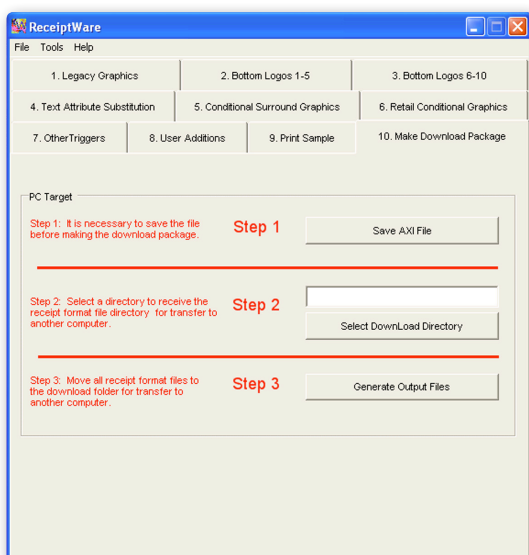 ReceiptWare
File Tools Help
1. Legacy Graphics 2. Bottom Logos 1-5 3. Bottom Logos 6-10
4. Text Attribute Substitution 5. Conditional Surround Graphics 6. Retail Conditional Graphics
7. OtherTriggers 8. User Additions 9. Print Sample 10. Make Download Package
PC Target
Step 1: It is necessary to save the file
before making the download package.
Step 1
Save AXI File
Step 2: Select a directory to receive the
receipt format file directory for transfer to
another computer.
Step 2
Select DownLoad Directory
Step 3: Move all receipt format files to
the download folder for transfer to
another computer.
Step 3
Generate Output Files